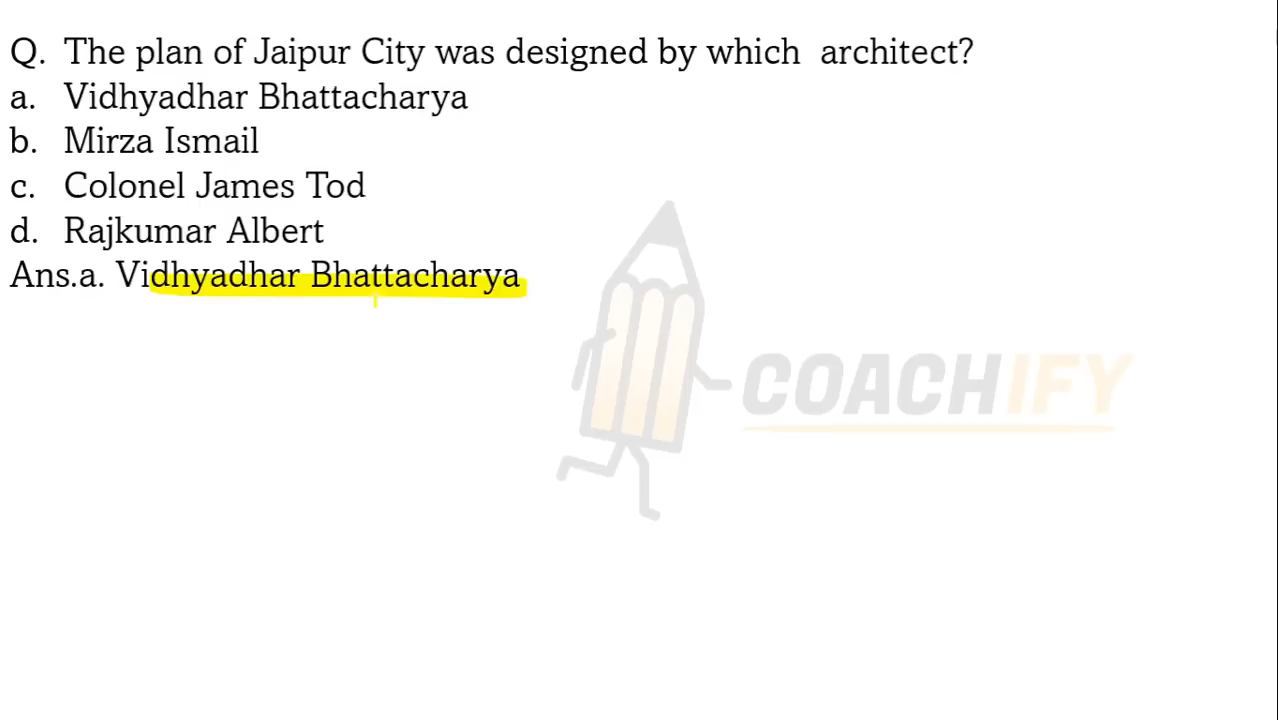 Q. The plan of Jaipur City was designed by which architect?
a. Vidhyadhar Bhattacharya
b. Mirza Ismail
c. Colonel James Tod
d. Rajkumar Albert
Ans.a. Vidhyadhar Bhattacharya
COACHIFY